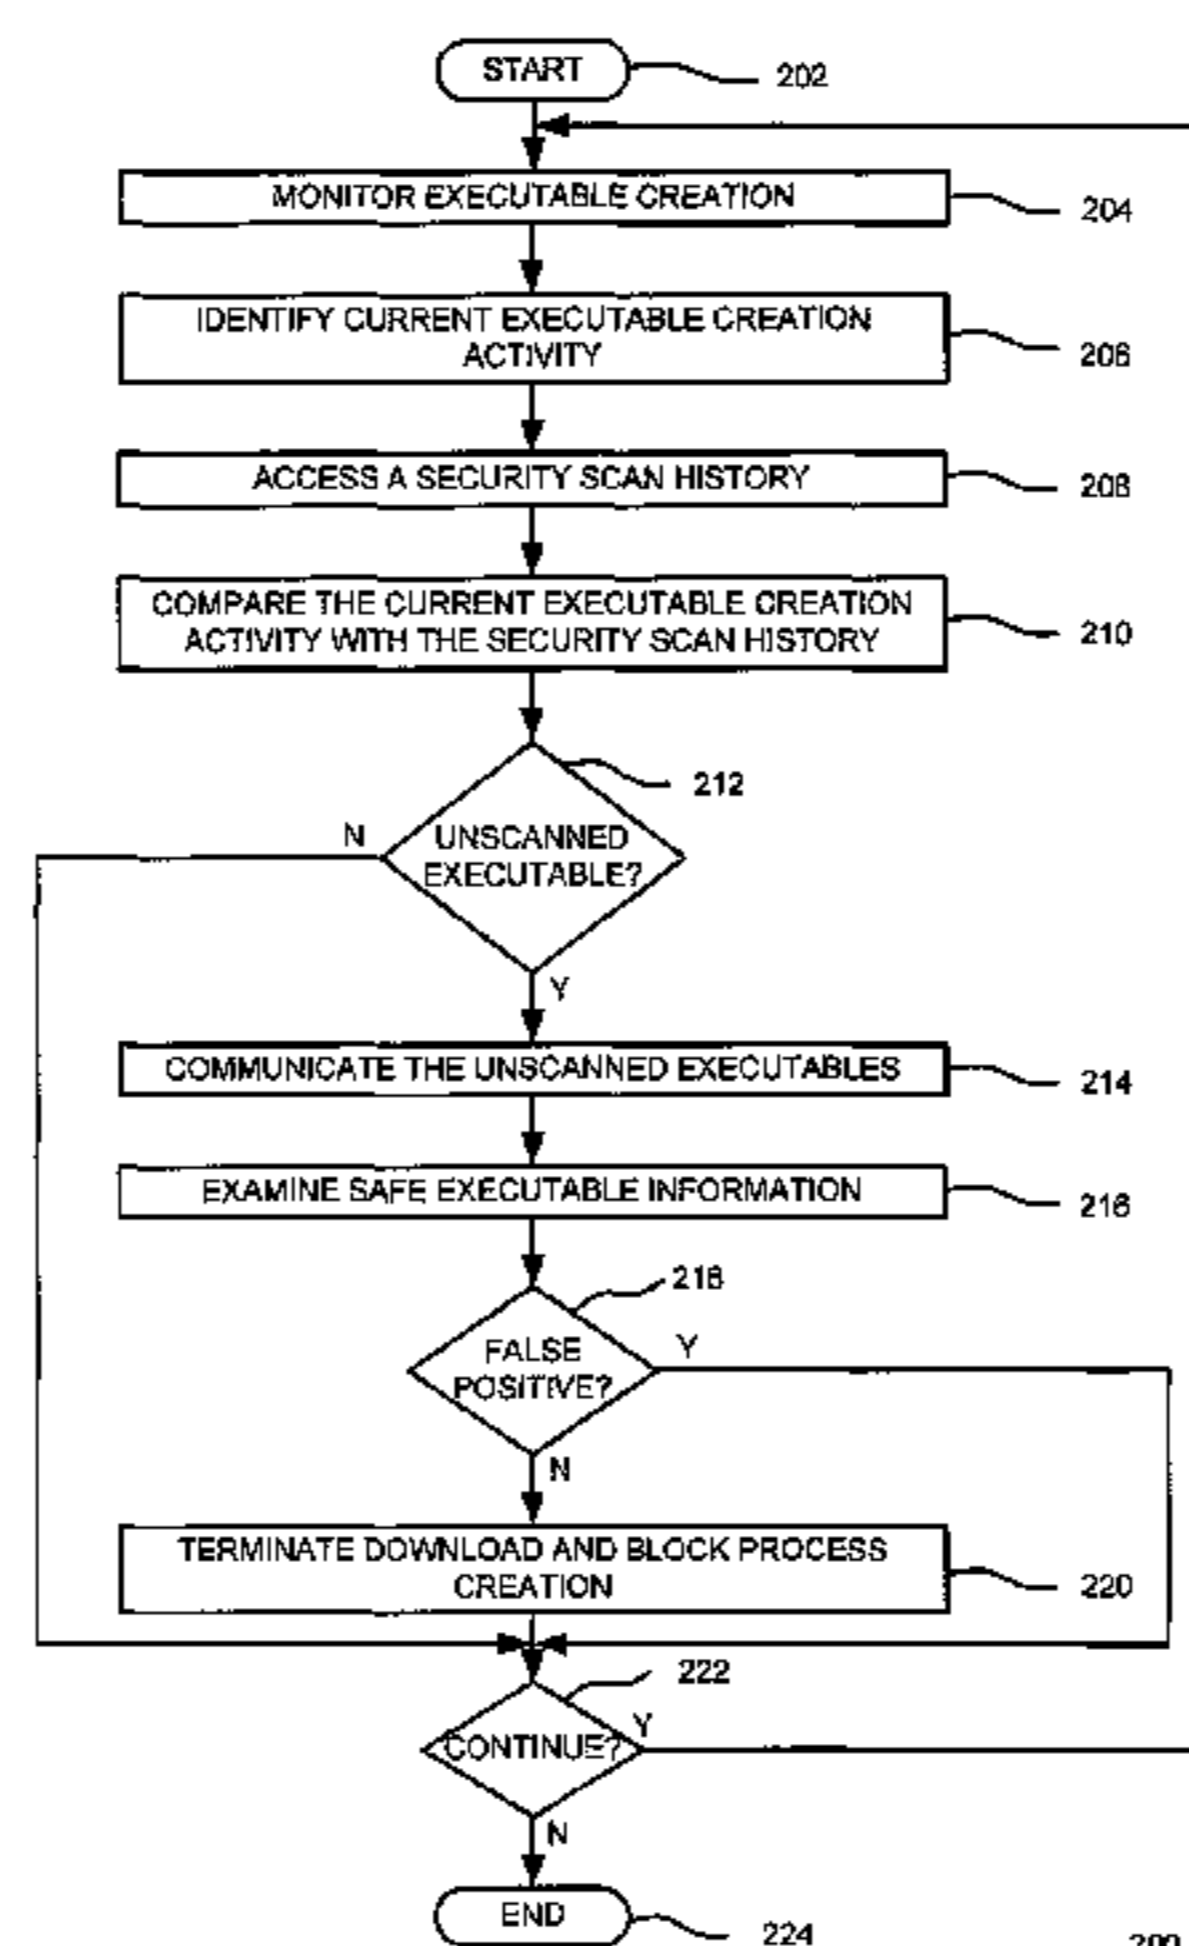 START
202
MONITOR EXECUTABLE CREATION
204
IDENTIFY CURRENT EXECUTABLE CREATION
ACTIVITY
206
ACCESS A SECURITY SCAN HISTORY
208
COMPARE THE CURRENT EXECUTABLE CREATION
ACTIVITY WITH THE SECURITY SCAN HISTORY
210
212
N
UNSCANNED
EXECUTABLE?
Y
COMMUNICATE THE UNSCANNED EXECUTABLES
214
EXAMINE SAFE EXECUTABLE INFORMATION
216
218
FALSE
POSITIVE?
Y
N
TERMINATE DOWNLOAD AND BLOCK PROCESS
CREATION
220
222
CONTINUE?
Y
N
END
224